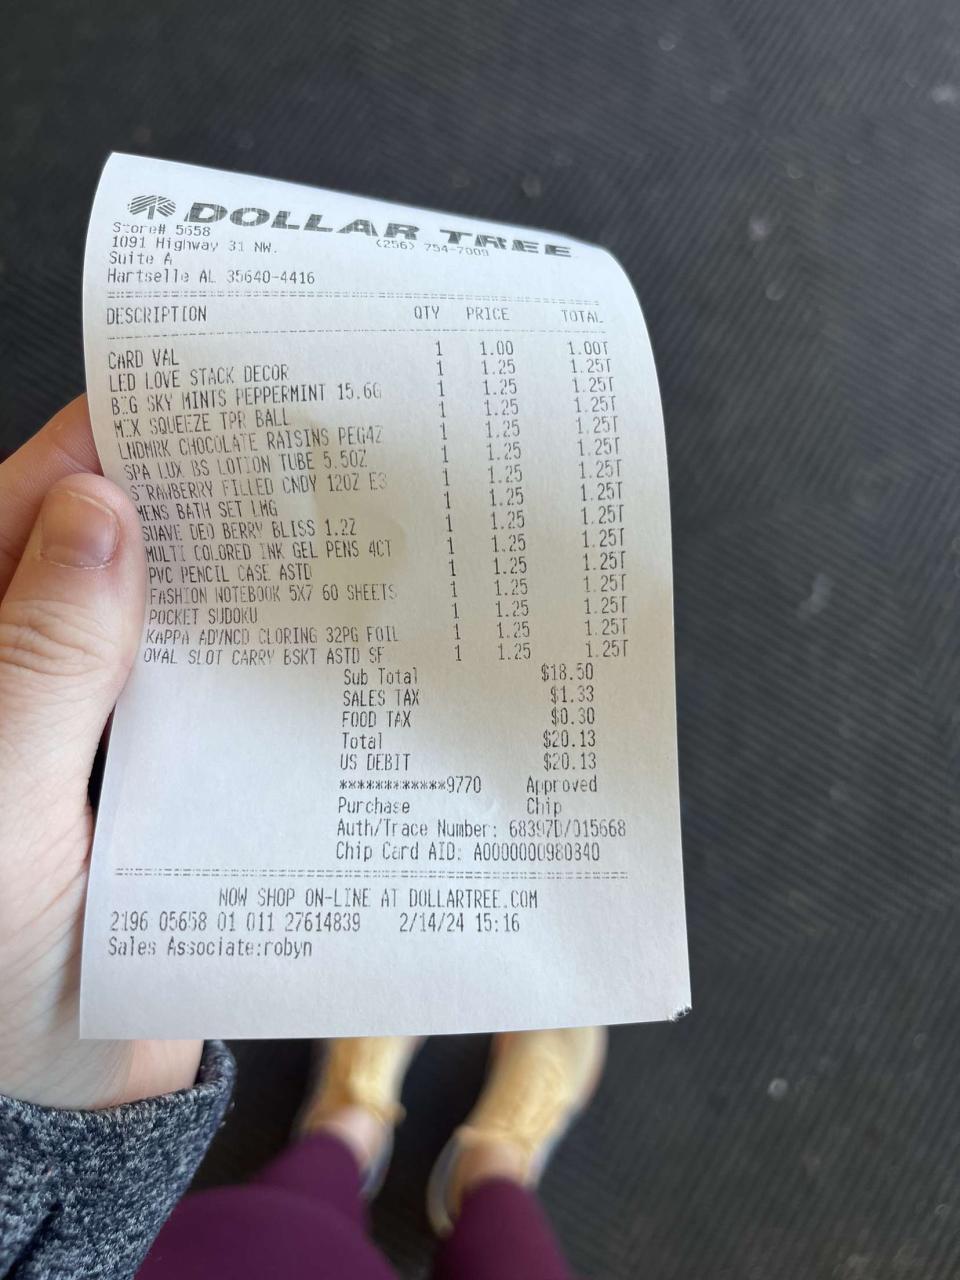 DOLLAR TREE
Store# 5658 (256) 754-7009
1091 Highway 31 NW.
Suite A
Hartselle AL 35640-4416
DESCRIPTION QTY PRICE TOTAL
CARD VAL 1 1.00 1.00T
LED LOVE STACK DECOR 1 1.25 1.25T
BIG SKY MINTS PEPPERMINT 15.6G 1 1.25 1.25T
MIX SQUEEZE TPR BALL 1 1.25 1.25T
LNDMRK CHOCOLATE RAISINS PEG4Z 1 1.25 1.25T
SPA LUX BS LOTION TUBE 5.5OZ 1 1.25 1.25T
STRAWBERRY FILLED CNDY 12OZ E3 1 1.25 1.25T
MENS BATH SET LMG 1 1.25 1.25T
SUAVE DEO BERRY BLISS 1.2Z 1 1.25 1.25T
MULTI COLORED INK GEL PENS 4CT 1 1.25 1.25T
PVC PENCIL CASE ASTD 1 1.25 1.25T
FASHION NOTEBOOK 5X7 60 SHEETS 1 1.25 1.25T
POCKET SUDOKU 1 1.25 1.25T
KAPPA ADVNCD CLORING 32PG FOIL 1 1.25 1.25T
OVAL SLOT CARRY BSKT ASTD SF 1 1.25 1.25T
Sub Total $18.50
SALES TAX $1.33
FOOD TAX $0.30
Total $20.13
US DEBIT $20.13
************9770 Approved
Purchase Chip
Auth/Trace Number: 68397D/015668
Chip Card AID: A0000000980840
NOW SHOP ON-LINE AT DOLLARTREE.COM
2196 05658 01 011 27614839 2/14/24 15:16
Sales Associate:robyn